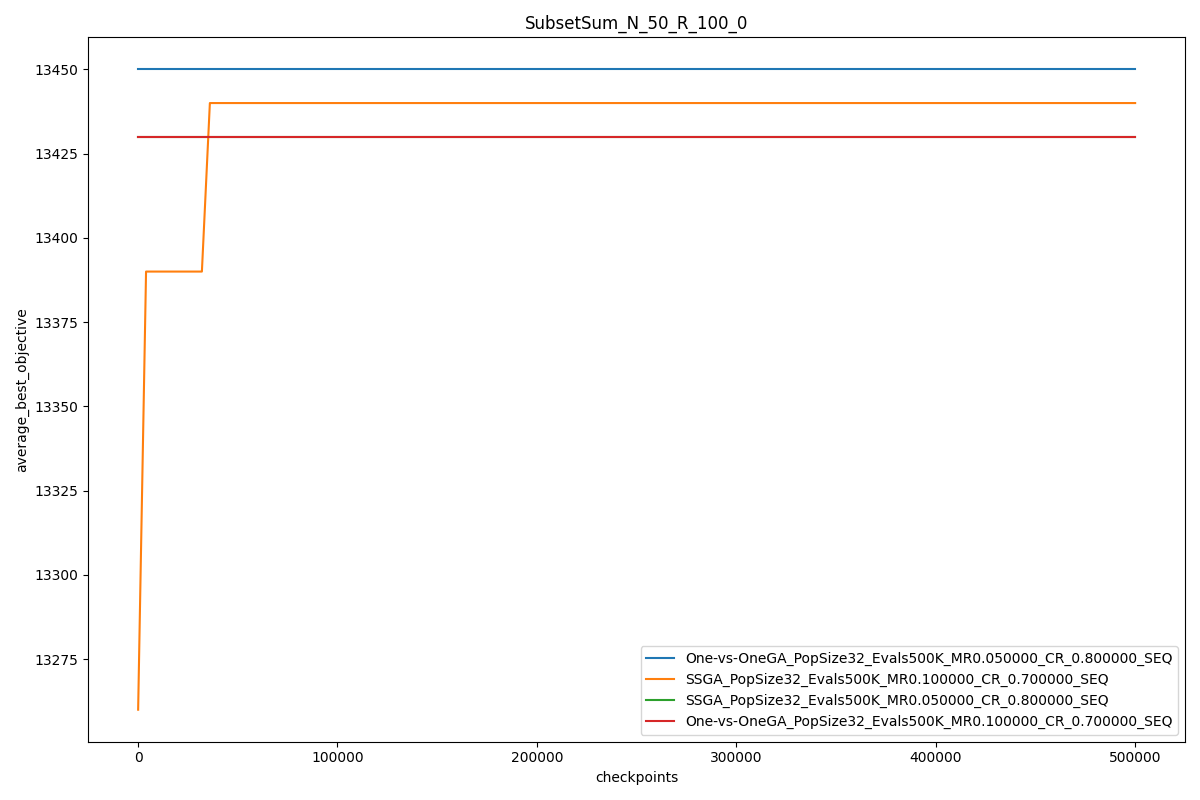 SubsetSum_N_50_R_100_0
average_best_objective
13450
13425
13400
13375
13350
13325
13300
13275
One-vs-OneGA_PopSize32_Evals500K_MR0.050000_CR_0.800000_SEQ
SSGA_PopSize32_Evals500K_MR0.100000_CR_0.700000_SEQ
SSGA_PopSize32_Evals500K_MR0.050000_CR_0.800000_SEQ
One-vs-OneGA_PopSize32_Evals500K_MR0.100000_CR_0.700000_SEQ
0 100000 200000 300000 400000 500000
checkpoints